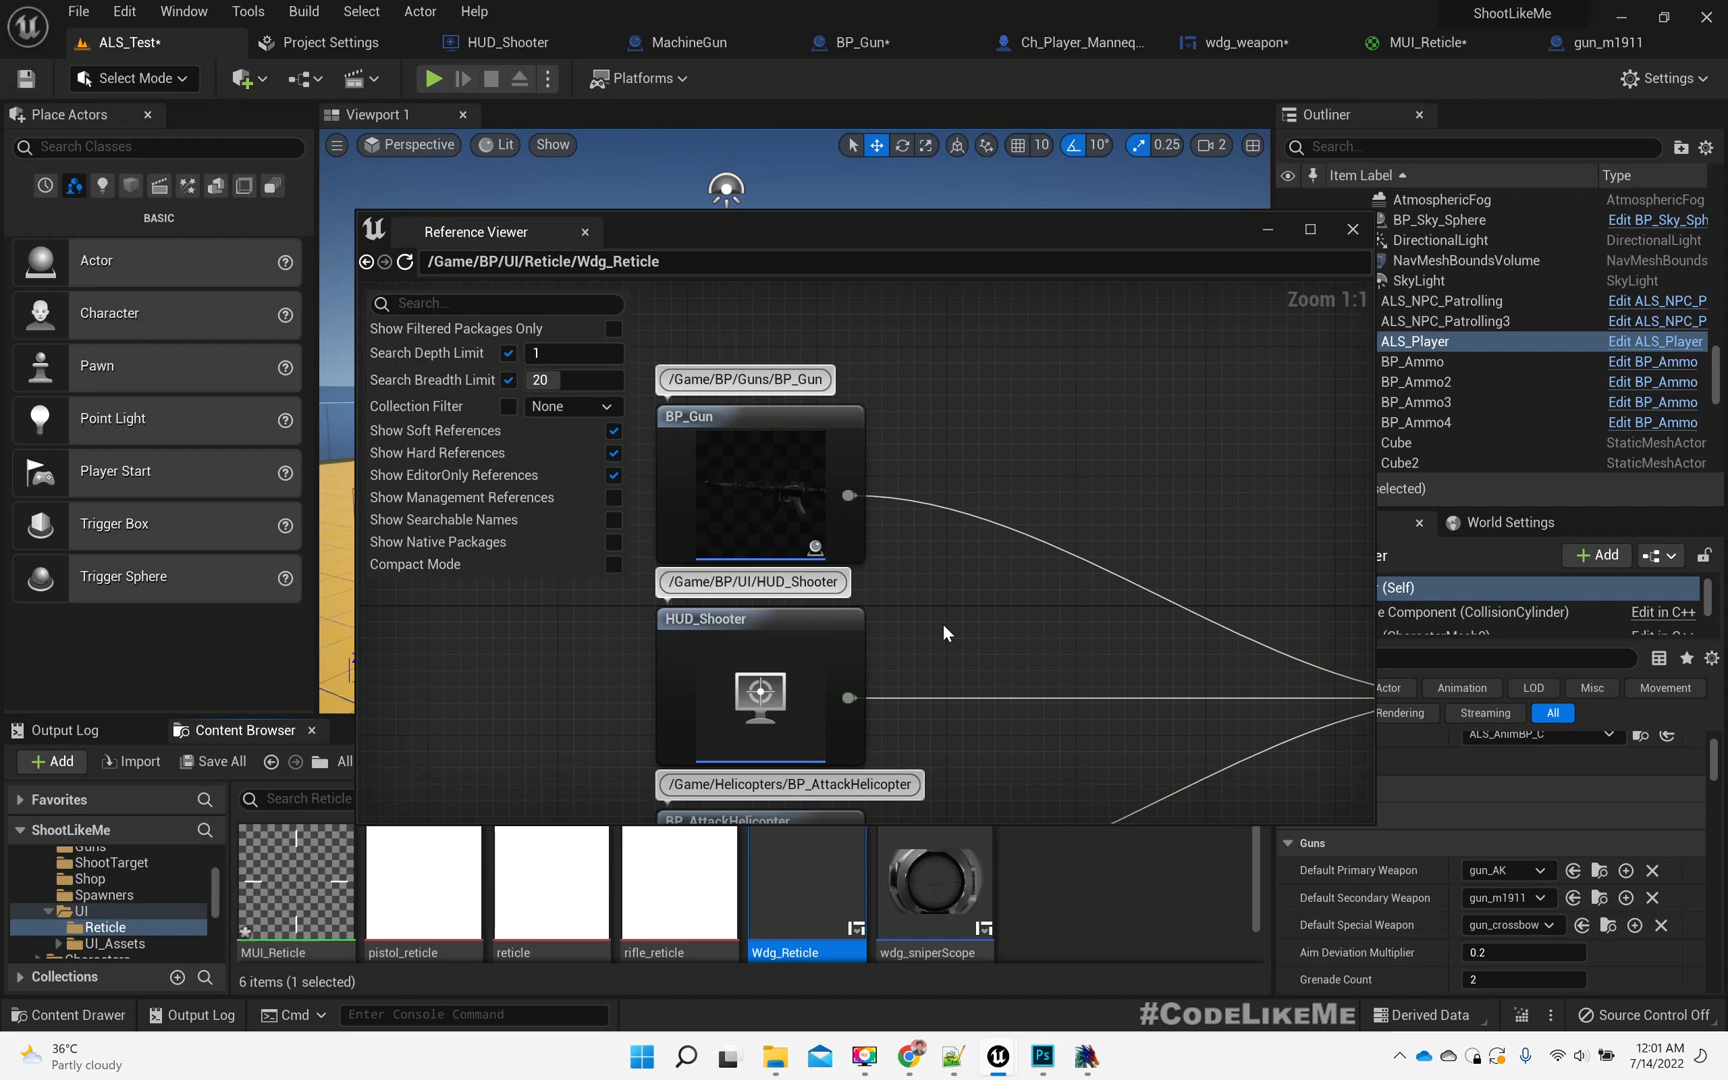 File Edit Window Tools Build Select Actor Help
ShootLikeMe
ALS_Test* Project Settings HUD_Shooter MachineGun BP_Gun* Ch_Player_Manneq... wdg_weapon* MUI_Reticle* gun_m1911
Select Mode Platforms Settings
Place Actors Viewport 1 Outliner
Search Classes Perspective Lit Show 10 10° 0.25 2 Search...
Item Label Type
BASIC
Actor
Character
Pawn
Point Light
Player Start
Trigger Box
Trigger Sphere
AtmosphericFog AtmosphericFog
BP_Sky_Sphere Edit BP_Sky_Sph
DirectionalLight DirectionalLight
NavMeshBoundsVolume NavMeshBounds
SkyLight SkyLight
ALS_NPC_Patrolling Edit ALS_NPC_P
ALS_NPC_Patrolling3 Edit ALS_NPC_P
ALS_Player Edit ALS_Player
BP_Ammo Edit BP_Ammo
BP_Ammo2 Edit BP_Ammo
BP_Ammo3 Edit BP_Ammo
BP_Ammo4 Edit BP_Ammo
Cube StaticMeshActor
Cube2 StaticMeshActor
selected)
Reference Viewer
/Game/BP/UI/Reticle/Wdg_Reticle
Zoom 1:1
Search...
Show Filtered Packages Only
Search Depth Limit 1
Search Breadth Limit 20
Collection Filter None
Show Soft References
Show Hard References
Show EditorOnly References
Show Management References
Show Searchable Names
Show Native Packages
Compact Mode
/Game/BP/Guns/BP_Gun
BP_Gun
/Game/BP/UI/HUD_Shooter
HUD_Shooter
/Game/Helicopters/BP_AttackHelicopter
BP_AttackHelicopter
World Settings
er Add
r (Self)
e Component (CollisionCylinder) Edit in C++
(CharacterMesh0) Edit in C++
Actor Animation LOD Misc Movement
Rendering Streaming All
ALS_AnimBP_C
Guns
Default Primary Weapon gun_AK
Default Secondary Weapon gun_m1911
Default Special Weapon gun_crossbow
Aim Deviation Multiplier 0.2
Grenade Count 2
Output Log Content Browser
Add Import Save All All
Favorites Search Reticle
ShootLikeMe
Guns
ShootTarget
Shop
Spawners
UI
Reticle
UI_Assets
Characters
Collections
MUI_Reticle pistol_reticle reticle rifle_reticle Wdg_Reticle wdg_sniperScope
6 items (1 selected)
Content Drawer Output Log Cmd Enter Console Command #CODELIKEME Derived Data Source Control Off
36°C
Partly cloudy
Ps
12:01 AM
7/14/2022